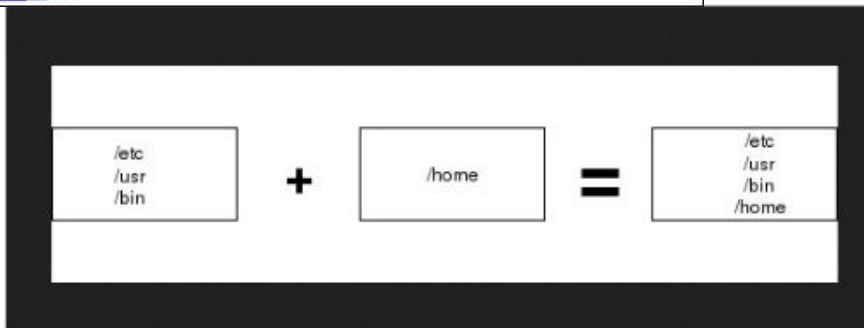 /etc
/usr
/bin
+
/home
=
/etc
/usr
/bin
/home